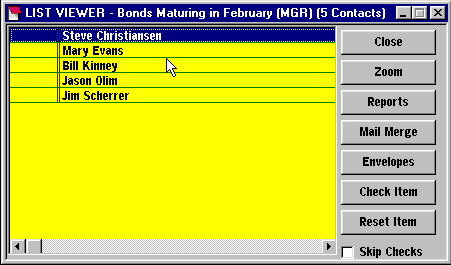 LIST VIEWER - Bonds Maturing in February (MGR) (5 Contacts)
Steve Christiansen
Mary Evans
Bill Kinney
Jason Olim
Jim Scherrer
Close
Zoom
Reports
Mail Merge
Envelopes
Check Item
Reset Item
Skip Checks